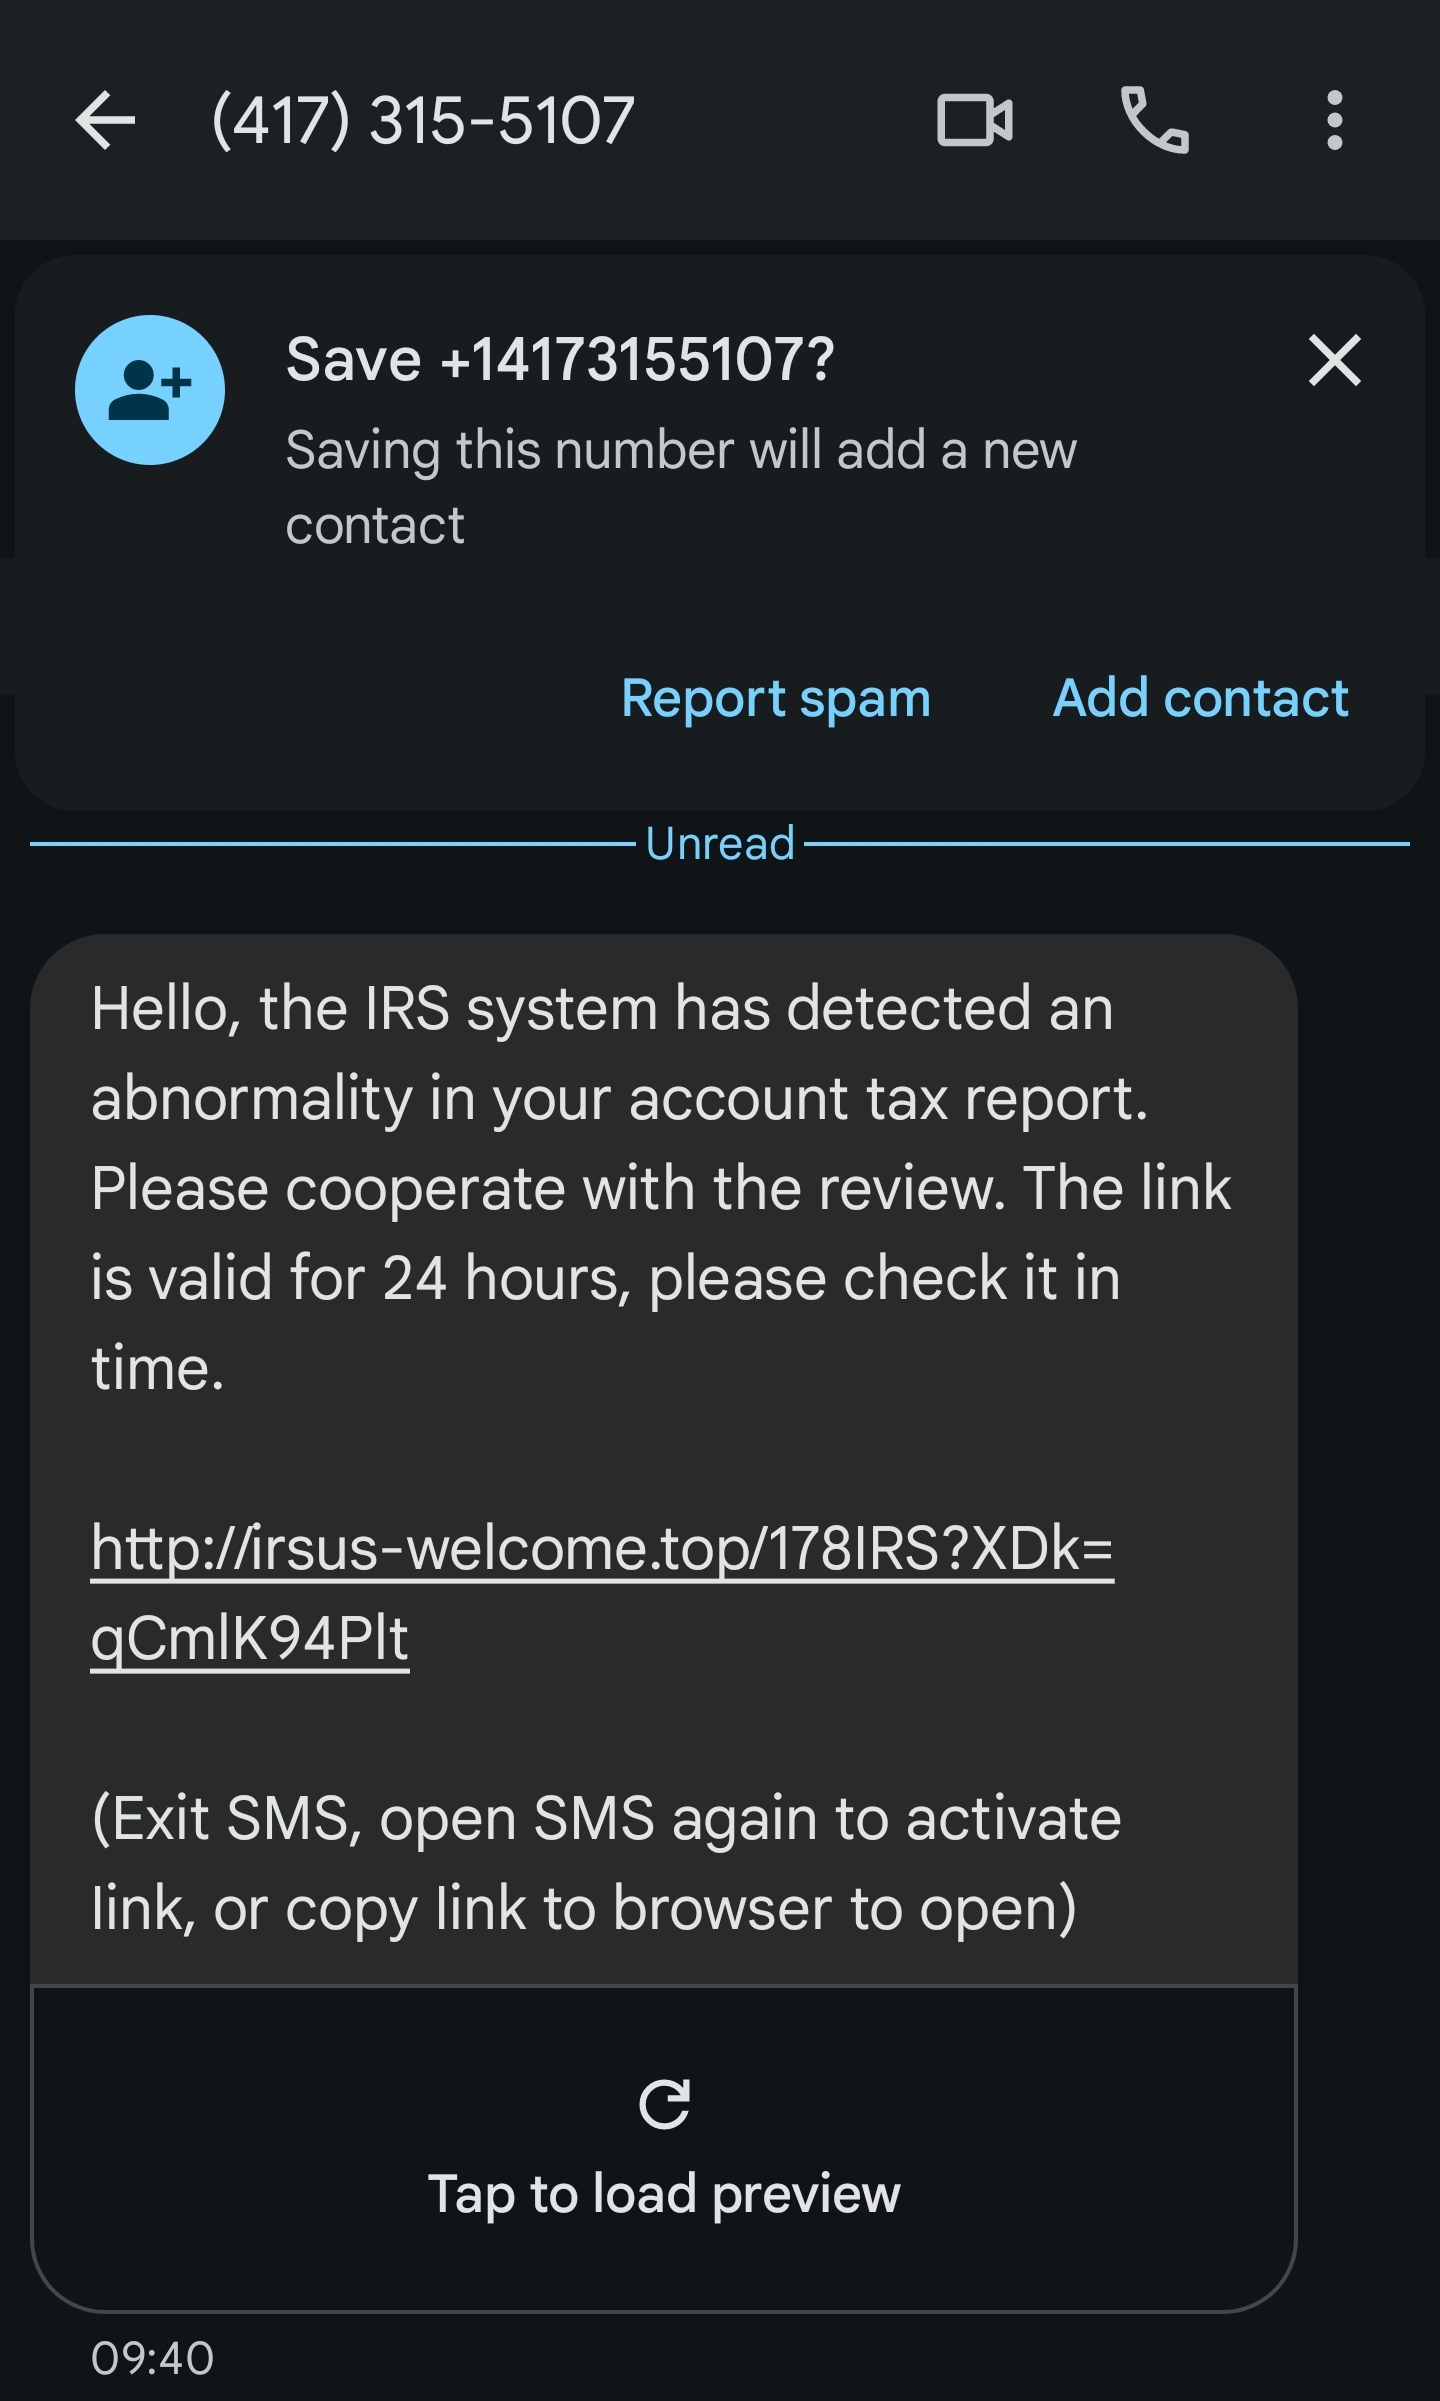 (417) 315-5107
Save +14173155107?
Saving this number will add a new
contact
Report spam Add contact
Unread
Hello, the IRS system has detected an
abnormality in your account tax report.
Please cooperate with the review. The link
is valid for 24 hours, please check it in
time.
http://irsus-welcome.top/178IRS?XDk=
qCmlK94Plt
(Exit SMS, open SMS again to activate
link, or copy link to browser to open)
Tap to load preview
09:40